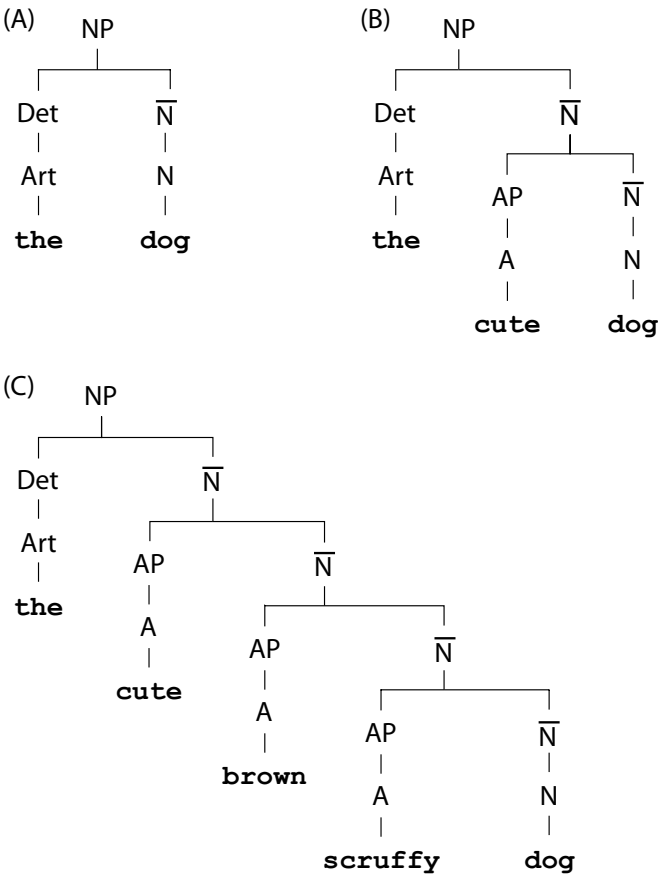 (A)
NP
Det N̅
Art N
the dog
(B)
NP
Det N̅
Art AP N̅
the A N
cute dog
(C)
NP
Det N̅
Art AP N̅
the A AP N̅
cute A AP N̅
brown A N
scruffy dog